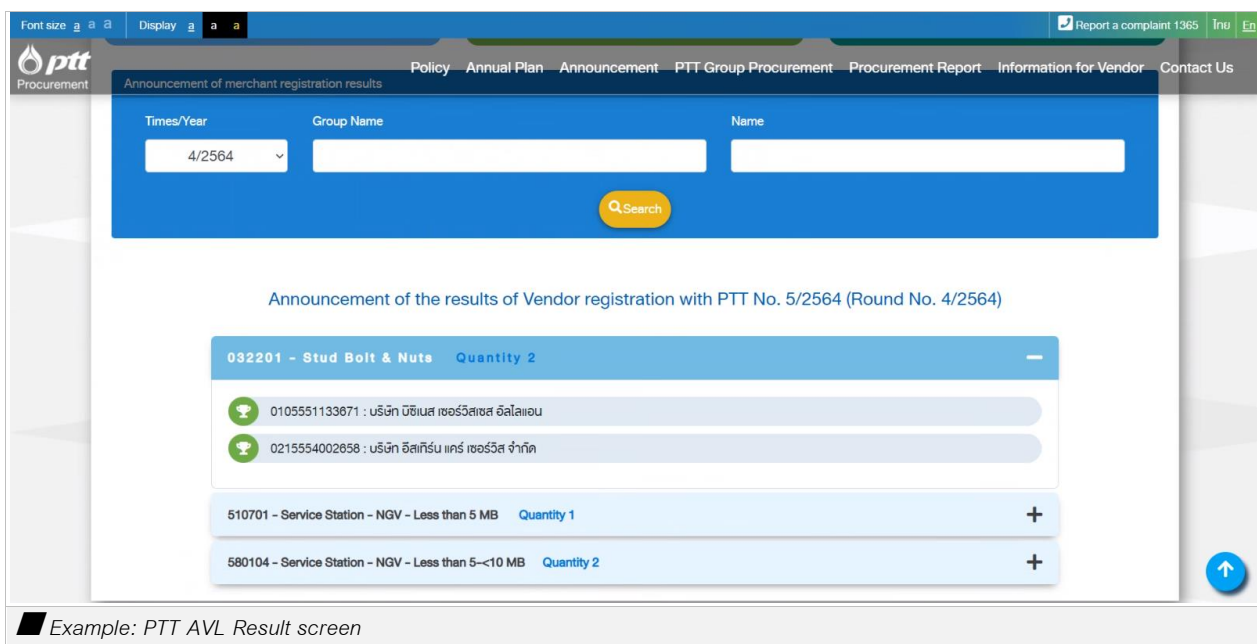 Font size a a a Display a a a Report a complaint 1365 ไทย En
ptt
Procurement
Policy Annual Plan Announcement PTT Group Procurement Procurement Report Information for Vendor Contact Us
Announcement of merchant registration results
Times/Year Group Name Name
4/2564
Search
Announcement of the results of Vendor registration with PTT No. 5/2564 (Round No. 4/2564)
032201 - Stud Bolt & Nuts Quantity 2
0105551133671 : บริษัท บิซิเนส เซอร์วิสเซส อัลไลแอน
0215554002658 : บริษัท อีสเทิร์น แคร์ เซอร์วิส จำกัด
510701 - Service Station - NGV - Less than 5 MB Quantity 1
580104 - Service Station - NGV - Less than 5-<10 MB Quantity 2
Example: PTT AVL Result screen